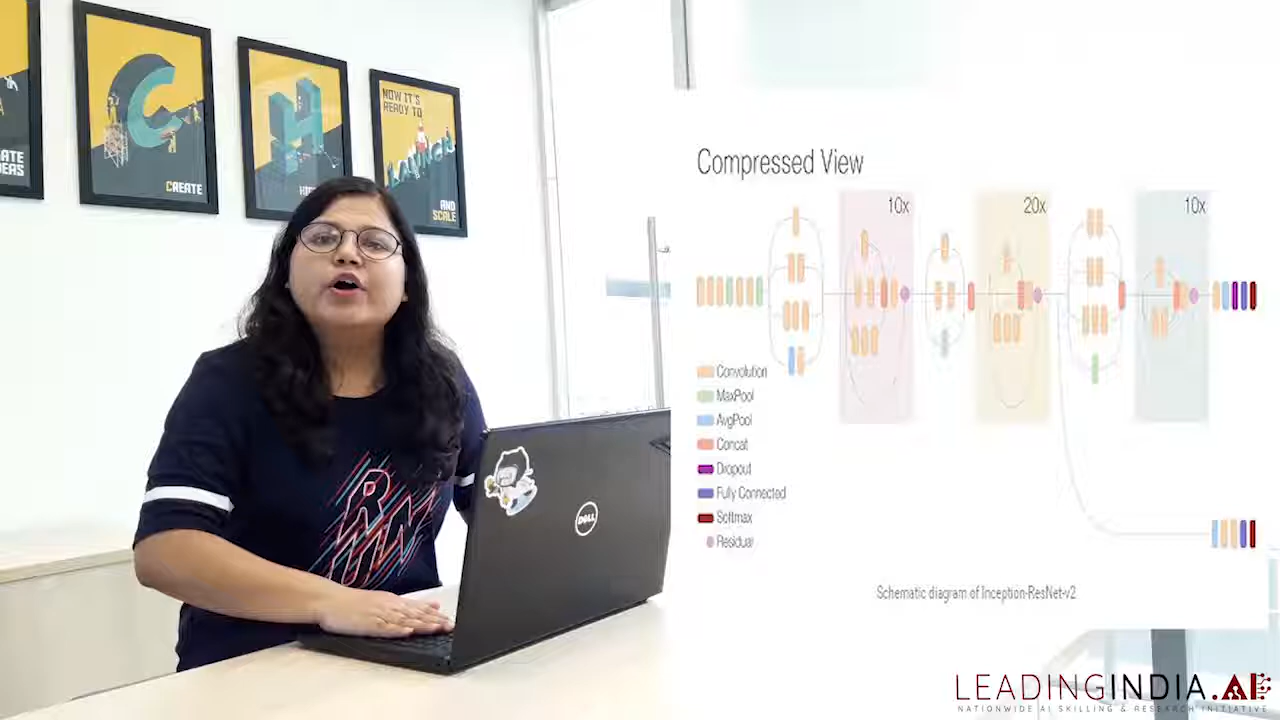 CREATE
NOW IT'S
READY TO
LAUNCH
AND
SCALE
DELL
Compressed View
10x
20x
10x
Convolution
MaxPool
AvgPool
Concat
Dropout
Fully Connected
Softmax
Residual
Schematic diagram of Inception-ResNet-v2
LEADINGINDIA.AI
NATIONWIDE AI SKILLING & RESEARCH INITIATIVE